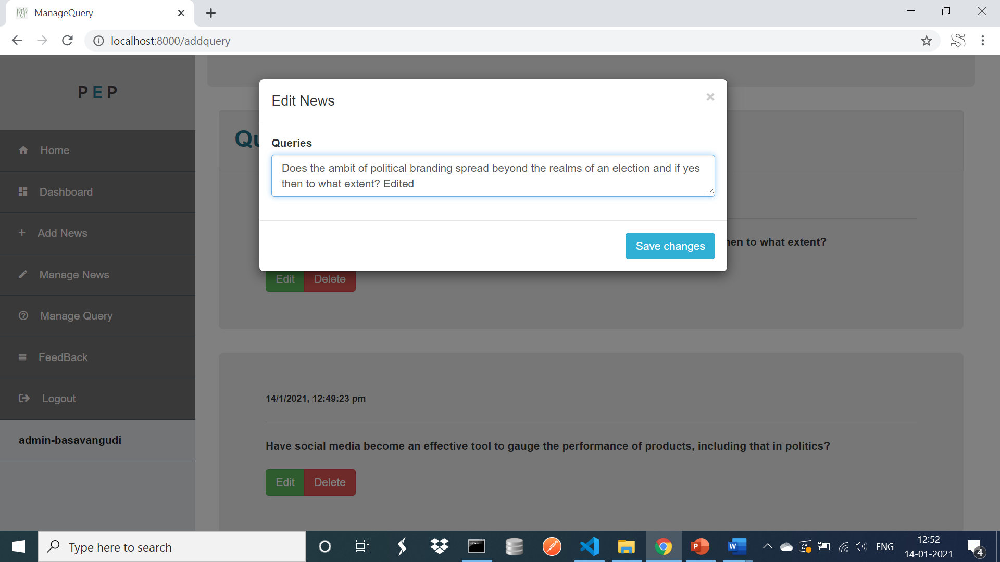 ManageQuery
localhost:8000/addquery
P E P
Home
Dashboard
Add News
Manage News
Manage Query
FeedBack
Logout
admin-basavangudi
Qu
Edit News
×
Queries
Does the ambit of political branding spread beyond the realms of an election and if yes
then to what extent? Edited
Save changes
hen to what extent?
Edit Delete
14/1/2021, 12:49:23 pm
Have social media become an effective tool to gauge the performance of products, including that in politics?
Edit Delete
Type here to search
ENG
12:52
14-01-2021
4